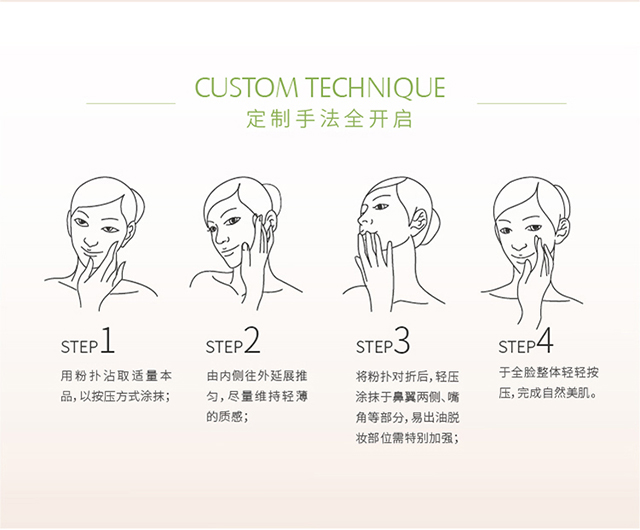 CUSTOM TECHNIQUE
定制手法全开启
STEP1
用粉扑沾取适量本
品，以按压方式涂抹；
STEP2
由内侧往外延展推
匀，尽量维持轻薄
的质感；
STEP3
将粉扑对折后，轻压
涂抹于鼻翼两侧、嘴
角等部分，易出油脱
妆部位需特别加强；
STEP4
于全脸整体轻轻按
压，完成自然美肌。